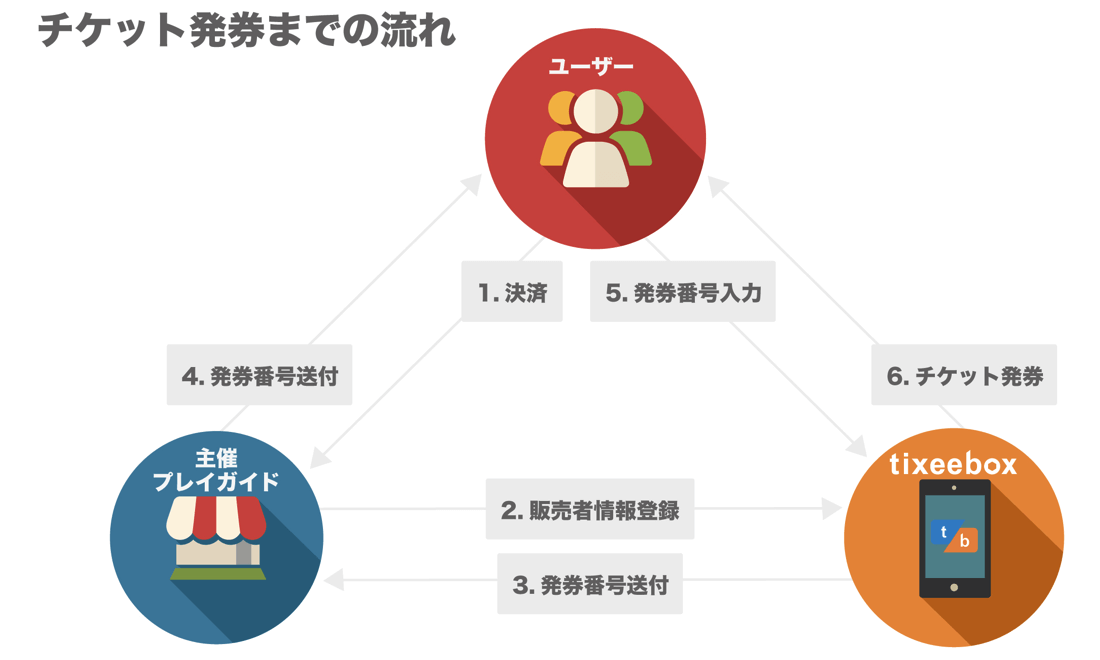 チケット発券までの流れ
ユーザー
1. 決済
5. 発券番号入力
4. 発券番号送付
6. チケット発券
主催
プレイガイド
tixeebox
t
b
2. 販売者情報登録
3. 発券番号送付